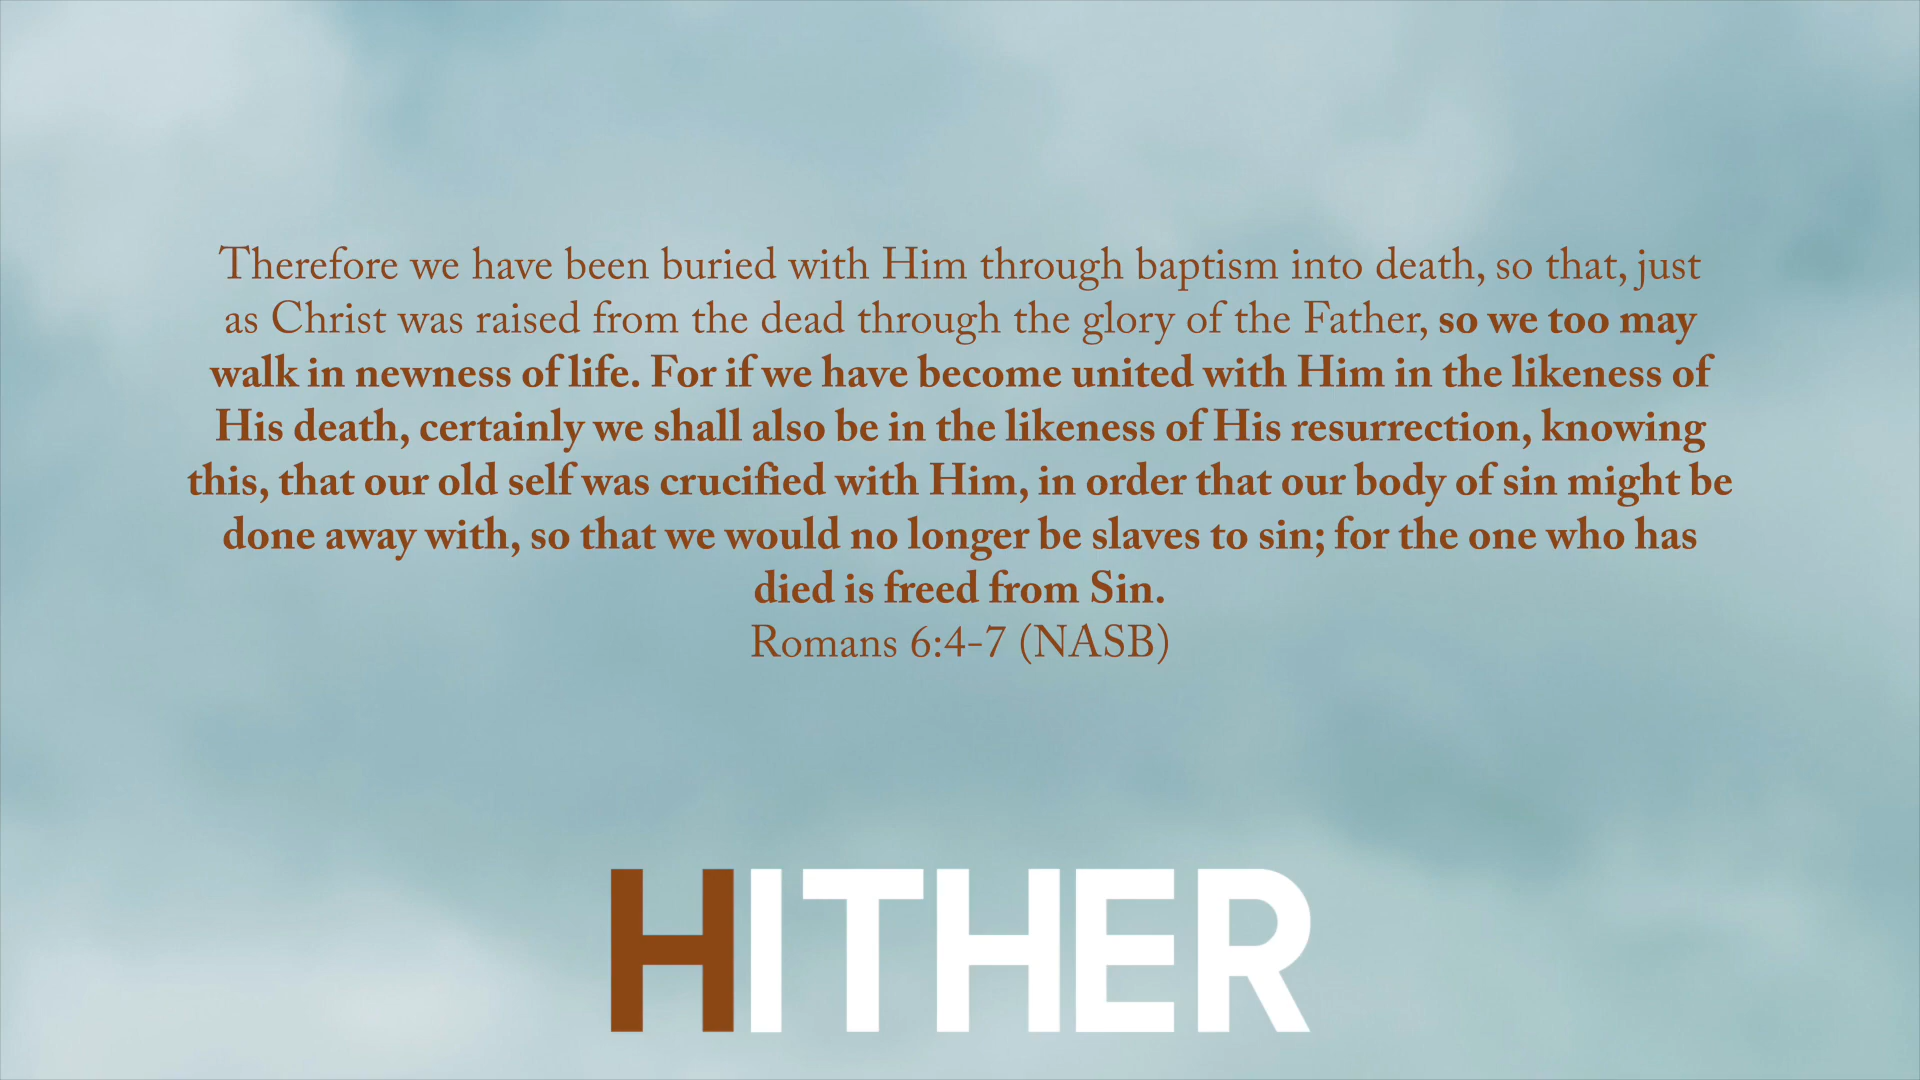 Therefore we have been buried with Him through baptism into death, so that, just
as Christ was raised from the dead through the glory of the Father, so we too may
walk in newness of life. For if we have become united with Him in the likeness of
His death, certainly we shall also be in the likeness of His resurrection, knowing
this, that our old self was crucified with Him, in order that our body of sin might be
done away with, so that we would no longer be slaves to sin; for the one who has
died is freed from Sin.
Romans 6:4-7 (NASB)
HITHER